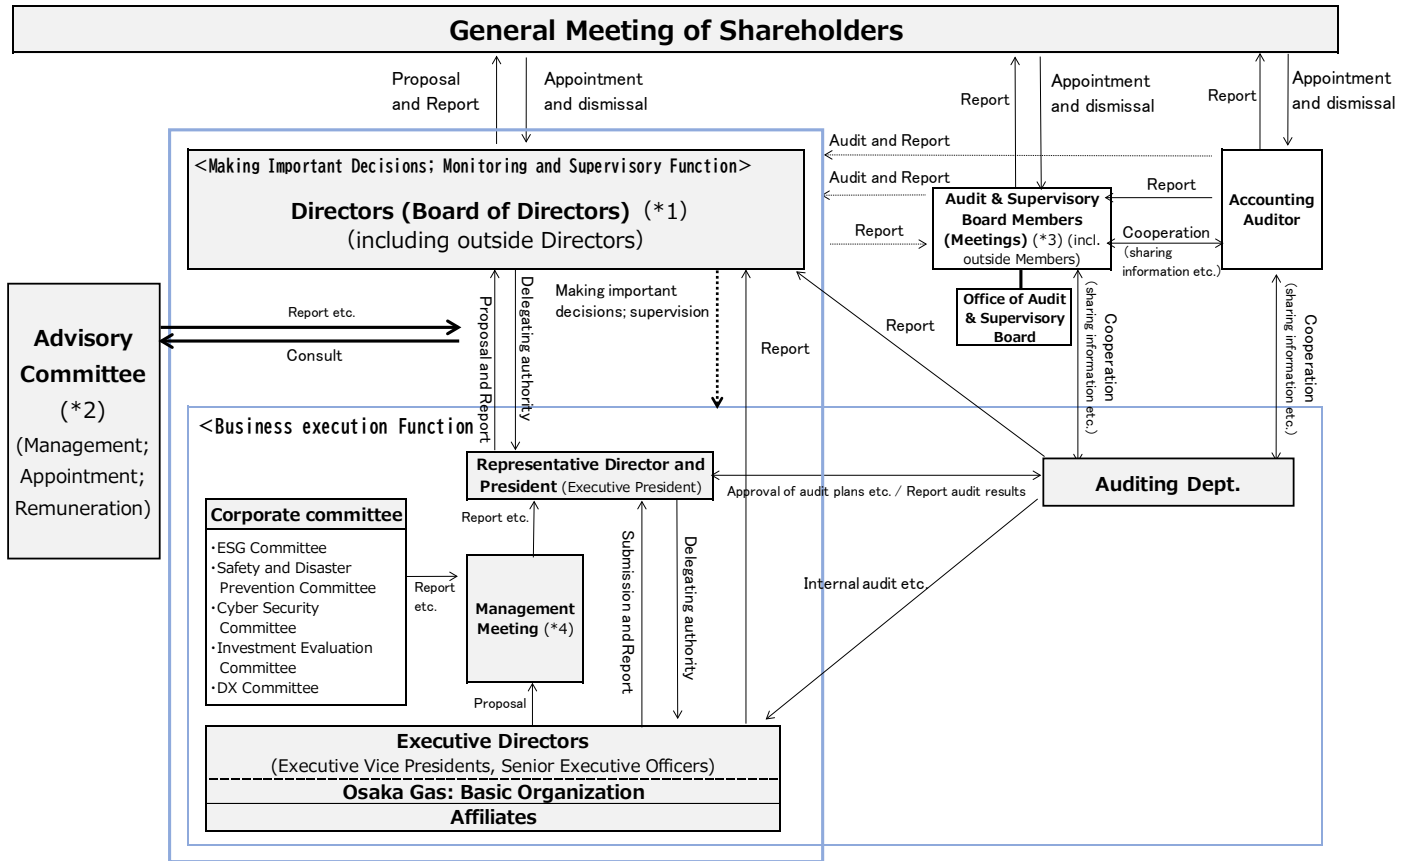 General Meeting of Shareholders
Proposal
and Report
Appointment
and dismissal
Report
Appointment
and dismissal
Report
Appointment
and dismissal
<Making Important Decisions; Monitoring and Supervisory Function>
Directors (Board of Directors) (*1)
(including outside Directors)
Audit and Report
Audit and Report
Report
Audit & Supervisory
Board Members
(Meetings) (*3) (incl.
outside Members)
Report
Cooperation
(sharing
information etc.)
Accounting
Auditor
Office of Audit
& Supervisory
Board
Advisory
Committee
(*2)
(Management;
Appointment;
Remuneration)
Report etc.
Consult
Proposal and Report
Delegating authority
Making important
decisions; supervision
Report
Report
Cooperation
(sharing information etc.)
Cooperation
(sharing information etc.)
<Business execution Function
Representative Director and
President (Executive President)
Approval of audit plans etc. / Report audit results
Auditing Dept.
Corporate committee
・ESG Committee
・Safety and Disaster
Prevention Committee
・Cyber Security
Committee
・Investment Evaluation
Committee
・DX Committee
Report
etc.
Report etc.
Management
Meeting (*4)
Proposal
Submission and Report
Delegating authority
Internal audit etc.
Executive Directors
(Executive Vice Presidents, Senior Executive Officers)
Osaka Gas: Basic Organization
Affiliates